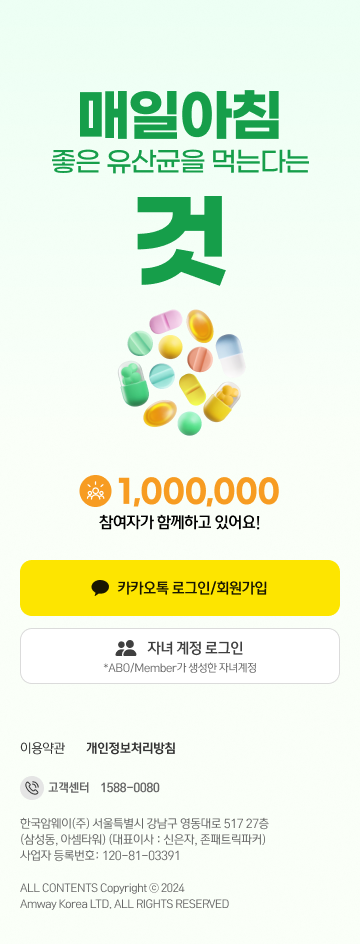 매일아침
좋은 유산균을 먹는다는
것
1,000,000
참여자가 함께하고 있어요!
카카오톡 로그인/회원가입
자녀 계정 로그인
*ABO/Member가 생성한 자녀계정
이용약관 개인정보처리방침
고객센터 1588-0080
한국암웨이(주) 서울특별시 강남구 영동대로 517 27층
(삼성동, 아셈타워) (대표이사 : 신은자, 존패트릭파커)
사업자 등록번호: 120-81-03391
ALL CONTENTS Copyright ⓒ 2024
Amway Korea LTD. ALL RIGHTS RESERVED